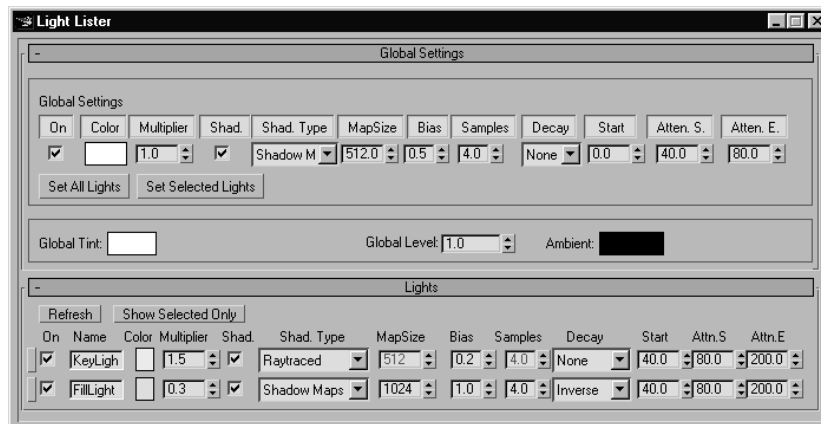 Light Lister
- Global Settings
Global Settings
On Color Multiplier Shad. Shad. Type MapSize Bias Samples Decay Start Atten. S. Atten. E.
1.0 Shadow M 512.0 0.5 4.0 None 0.0 40.0 80.0
Set All Lights Set Selected Lights
Global Tint: Global Level: 1.0 Ambient:
- Lights
Refresh Show Selected Only
On Name Color Multiplier Shad. Shad. Type MapSize Bias Samples Decay Start Attn.S Attn.E
KeyLigh 1.5 Raytraced 512 0.2 4.0 None 40.0 80.0 200.0
FillLight 0.3 Shadow Maps 1024 1.0 4.0 Inverse 40.0 80.0 200.0